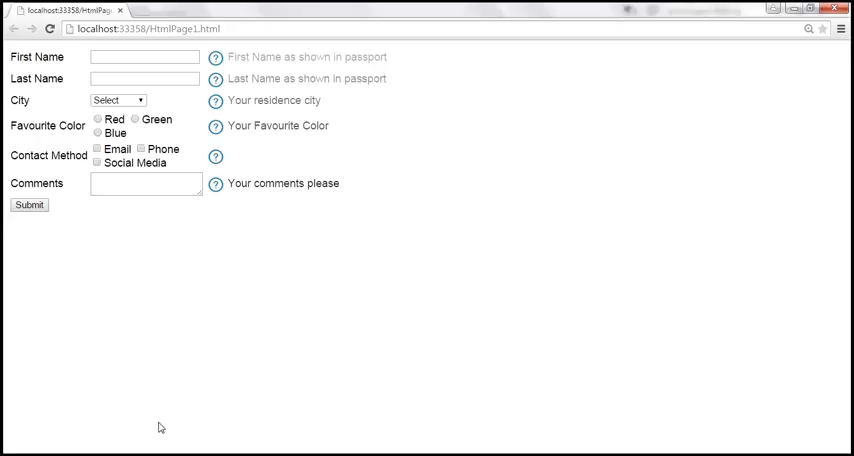 localhost:33358/HtmlPag
localhost:33358/HtmlPage1.html
First Name ? First Name as shown in passport
Last Name ? Last Name as shown in passport
City Select ? Your residence city
Favourite Color Red Green ? Your Favourite Color
Blue
Contact Method Email Phone ?
Social Media
Comments ? Your comments please
Submit